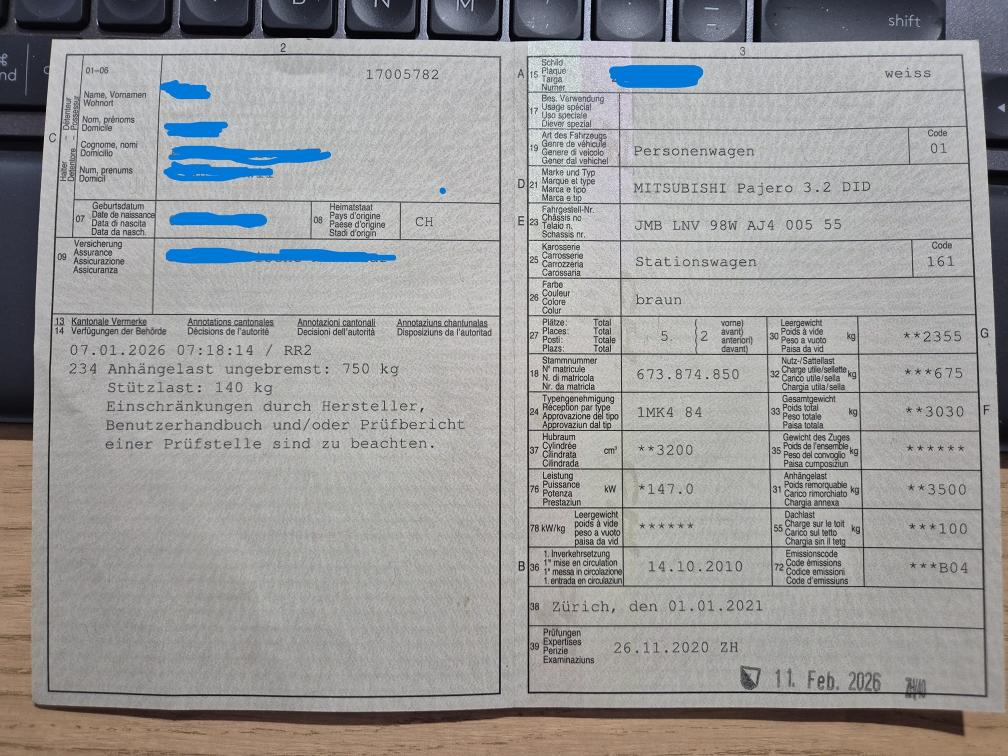 2
01-06
17005782
C
Halter – Détenteur
Detentore – Possessur
Name, Vornamen
Wohnort
Nom, prénoms
Domicile
Cognome, nomi
Domicilio
Num, prenums
Domicil
07
Geburtsdatum
Date de naissance
Data di nascita
Data da nasch.
08
Heimatstaat
Pays d'origine
Paese d'origine
Stadi d'origin
CH
09
Versicherung
Assurance
Assicurazione
Assicuranza
13 Kantonale Vermerke Annotations cantonales Annotazioni cantonali Annotaziuns chantunalas
14 Verfügungen der Behörde Décisions de l'autorité Decisioni dell'autorità Disposiziuns da l'autoritad
07.01.2026 07:18:14 / RR2
234 Anhängelast ungebremst: 750 kg
Stützlast: 140 kg
Einschränkungen durch Hersteller,
Benutzerhandbuch und/oder Prüfbericht
einer Prüfstelle sind zu beachten.
3
A 15
Schild
Plaque
Targa
Numer
weiss
17
Bes. Verwendung
Usage spécial
Uso speciale
Diever spezial
19
Art des Fahrzeugs
Genre de véhicule
Genere di veicolo
Gener dal vehichel
Personenwagen
Code
01
D 21
Marke und Typ
Marque et type
Marca e tipo
Marca e tip
MITSUBISHI Pajero 3.2 DID
E 23
Fahrgestell-Nr.
Châssis no
Telaio n.
Schassis nr.
JMB LNV 98W AJ4 005 55
25
Karosserie
Carrosserie
Carrozzeria
Carossaria
Stationswagen
Code
161
26
Farbe
Couleur
Colore
Colur
braun
27
Plätze: Total
Places: Total
Posti: Totale
Plazs: Total
5 { 2
vorne)
avant)
anteriori)
davant)
30
Leergewicht
Poids à vide
Peso a vuoto
Paisa da vid
kg
**2355
G
18
Stammnummer
N° matricule
N. di matricola
Nr. da matricla
673.874.850
32
Nutz-/Sattellast
Charge utile/sellette
Carico utile/sella
Chargia utila/sella
kg
***675
24
Typengenehmigung
Réception par type
Approvazione del tipo
Approvaziun dal tip
1MK4 84
33
Gesamtgewicht
Poids total
Peso totale
Paisa totala
kg
**3030
F
37
Hubraum
Cylindrée
Cilindrata
Cilindrada
cm³
**3200
35
Gewicht des Zuges
Poids de l'ensemble
Peso del convoglio
Paisa cumposiziun
kg
******
76
Leistung
Puissance
Potenza
Prestaziun
kW
*147.0
31
Anhängelast
Poids remorquable
Carico rimorchiato
Chargia annexa
kg
**3500
78 kW/kg
Leergewicht
poids à vide
peso a vuoto
paisa da vid
******
55
Dachlast
Charge sur le toit
Carico sul tetto
Chargia sin il tetg
kg
***100
B 36
1. Inverkehrsetzung
1re mise en circulation
1a messa in circolazione
1. entrada en circulaziun
14.10.2010
72
Emissionscode
Code émissions
Codice emissioni
Code d'emissiuns
***B04
38
Zürich, den 01.01.2021
39
Prüfungen
Expertises
Perizie
Examinaziuns
26.11.2020 ZH
11. Feb. 2026
shift